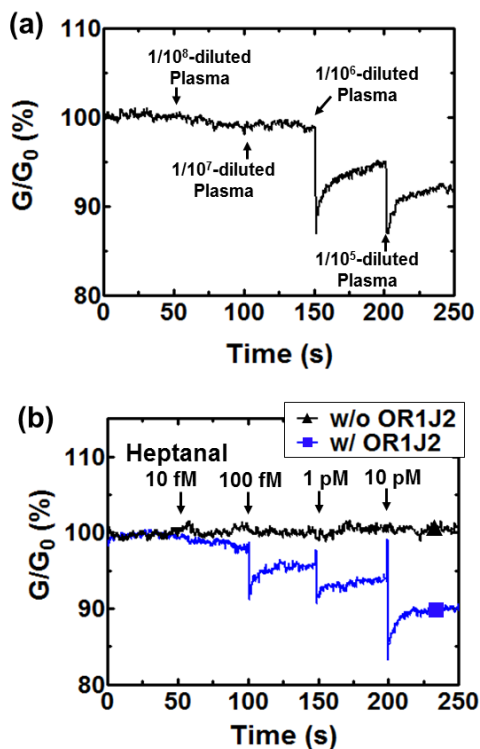 (a)
110
100
90
80
G/G₀ (%)
1/10⁸-diluted
Plasma
1/10⁶-diluted
Plasma
1/10⁷-diluted
Plasma
1/10⁵-diluted
Plasma
0 50 100 150 200 250
Time (s)
(b)
w/o OR1J2
w/ OR1J2
115
110
100
90
80
G/G₀ (%)
Heptanal
10 fM 100 fM 1 pM 10 pM
0 50 100 150 200 250
Time (s)